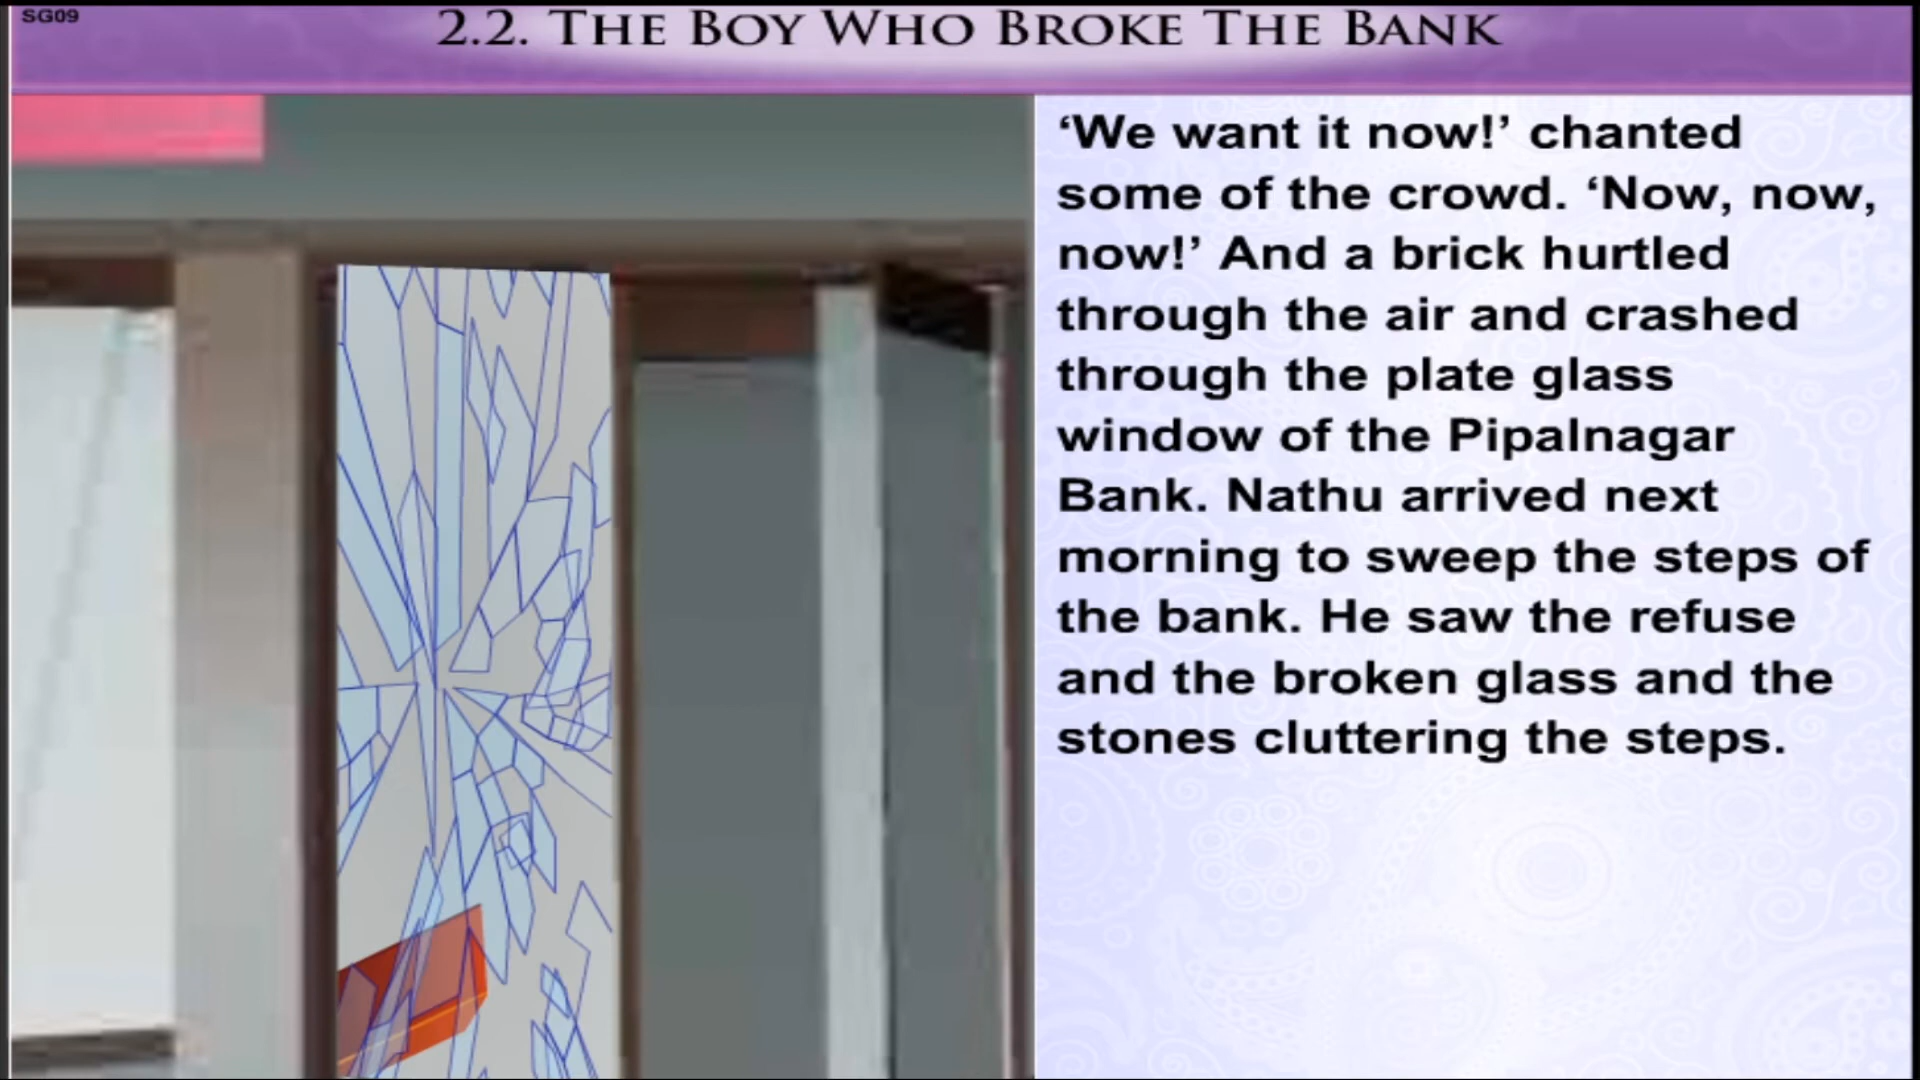 SG09
2.2. THE BOY WHO BROKE THE BANK
‘We want it now!’ chanted
some of the crowd. ‘Now, now,
now!’ And a brick hurtled
through the air and crashed
through the plate glass
window of the Pipalnagar
Bank. Nathu arrived next
morning to sweep the steps of
the bank. He saw the refuse
and the broken glass and the
stones cluttering the steps.